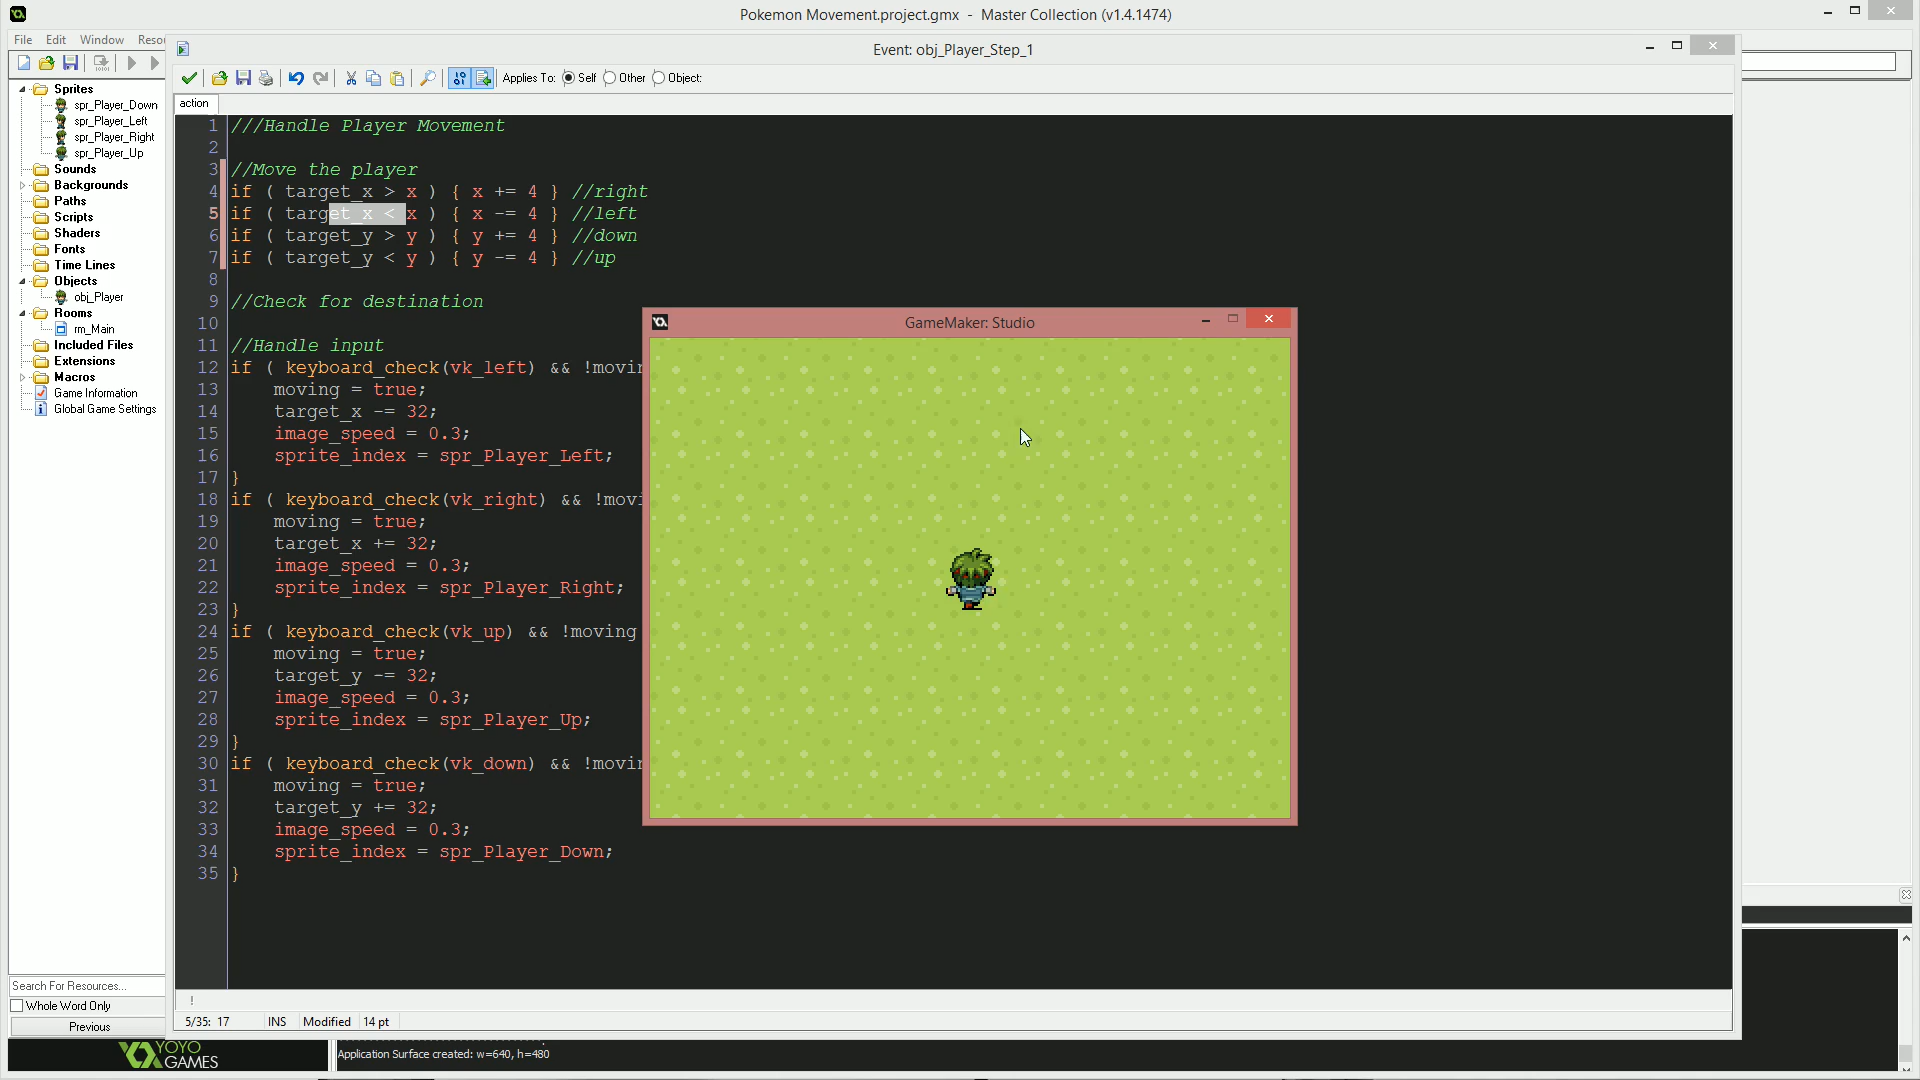 Pokemon Movement.project.gmx - Master Collection (v1.4.1474)
File Edit Window Resou
Event: obj_Player_Step_1
Applies To: Self Other Object:
action
Sprites
spr_Player_Down
spr_Player_Left
spr_Player_Right
spr_Player_Up
Sounds
Backgrounds
Paths
Scripts
Shaders
Fonts
Time Lines
Objects
obj_Player
Rooms
rm_Main
Included Files
Extensions
Macros
Game Information
Global Game Settings
Search For Resources...
Whole Word Only
Previous
1 ///Handle Player Movement
2
3 //Move the player
4 if ( target_x > x ) { x += 4 } //right
5 if ( target_x < x ) { x -= 4 } //left
6 if ( target_y > y ) { y += 4 } //down
7 if ( target_y < y ) { y -= 4 } //up
8
9 //Check for destination
10
11 //Handle input
12 if ( keyboard_check(vk_left) && !movin
13 moving = true;
14 target_x -= 32;
15 image_speed = 0.3;
16 sprite_index = spr_Player_Left;
17 }
18 if ( keyboard_check(vk_right) && !movi
19 moving = true;
20 target_x += 32;
21 image_speed = 0.3;
22 sprite_index = spr_Player_Right;
23 }
24 if ( keyboard_check(vk_up) && !moving
25 moving = true;
26 target_y -= 32;
27 image_speed = 0.3;
28 sprite_index = spr_Player_Up;
29 }
30 if ( keyboard_check(vk_down) && !movin
31 moving = true;
32 target_y += 32;
33 image_speed = 0.3;
34 sprite_index = spr_Player_Down;
35 }
GameMaker: Studio
!
5/35: 17 INS Modified 14 pt
YOYO
GAMES
Application Surface created: w=640, h=480